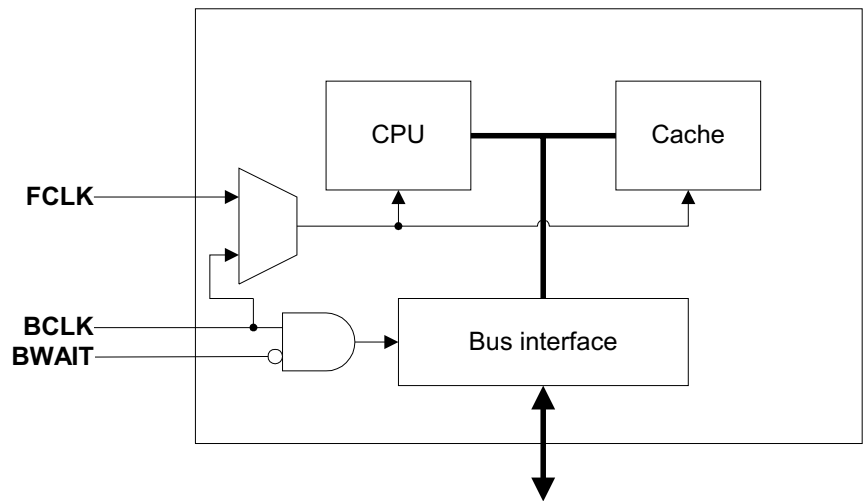 CPU
Cache
FCLK
BCLK
BWAIT
Bus interface